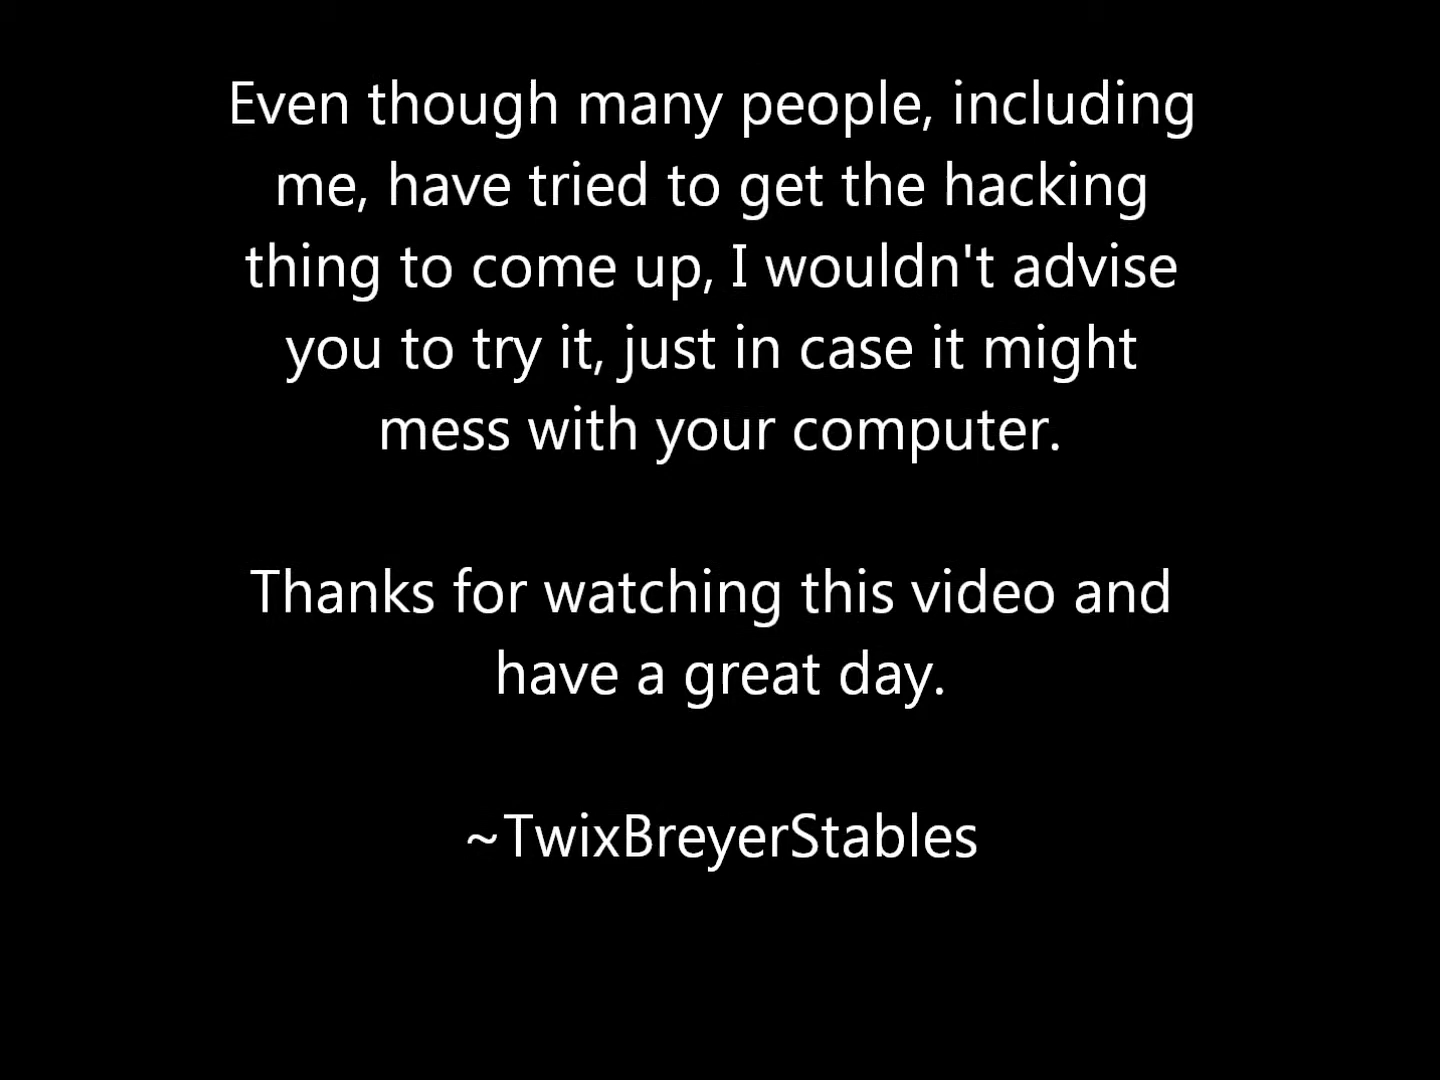 Even though many people, including
me, have tried to get the hacking
thing to come up, I wouldn't advise
you to try it, just in case it might
mess with your computer.
Thanks for watching this video and
have a great day.
~TwixBreyerStables